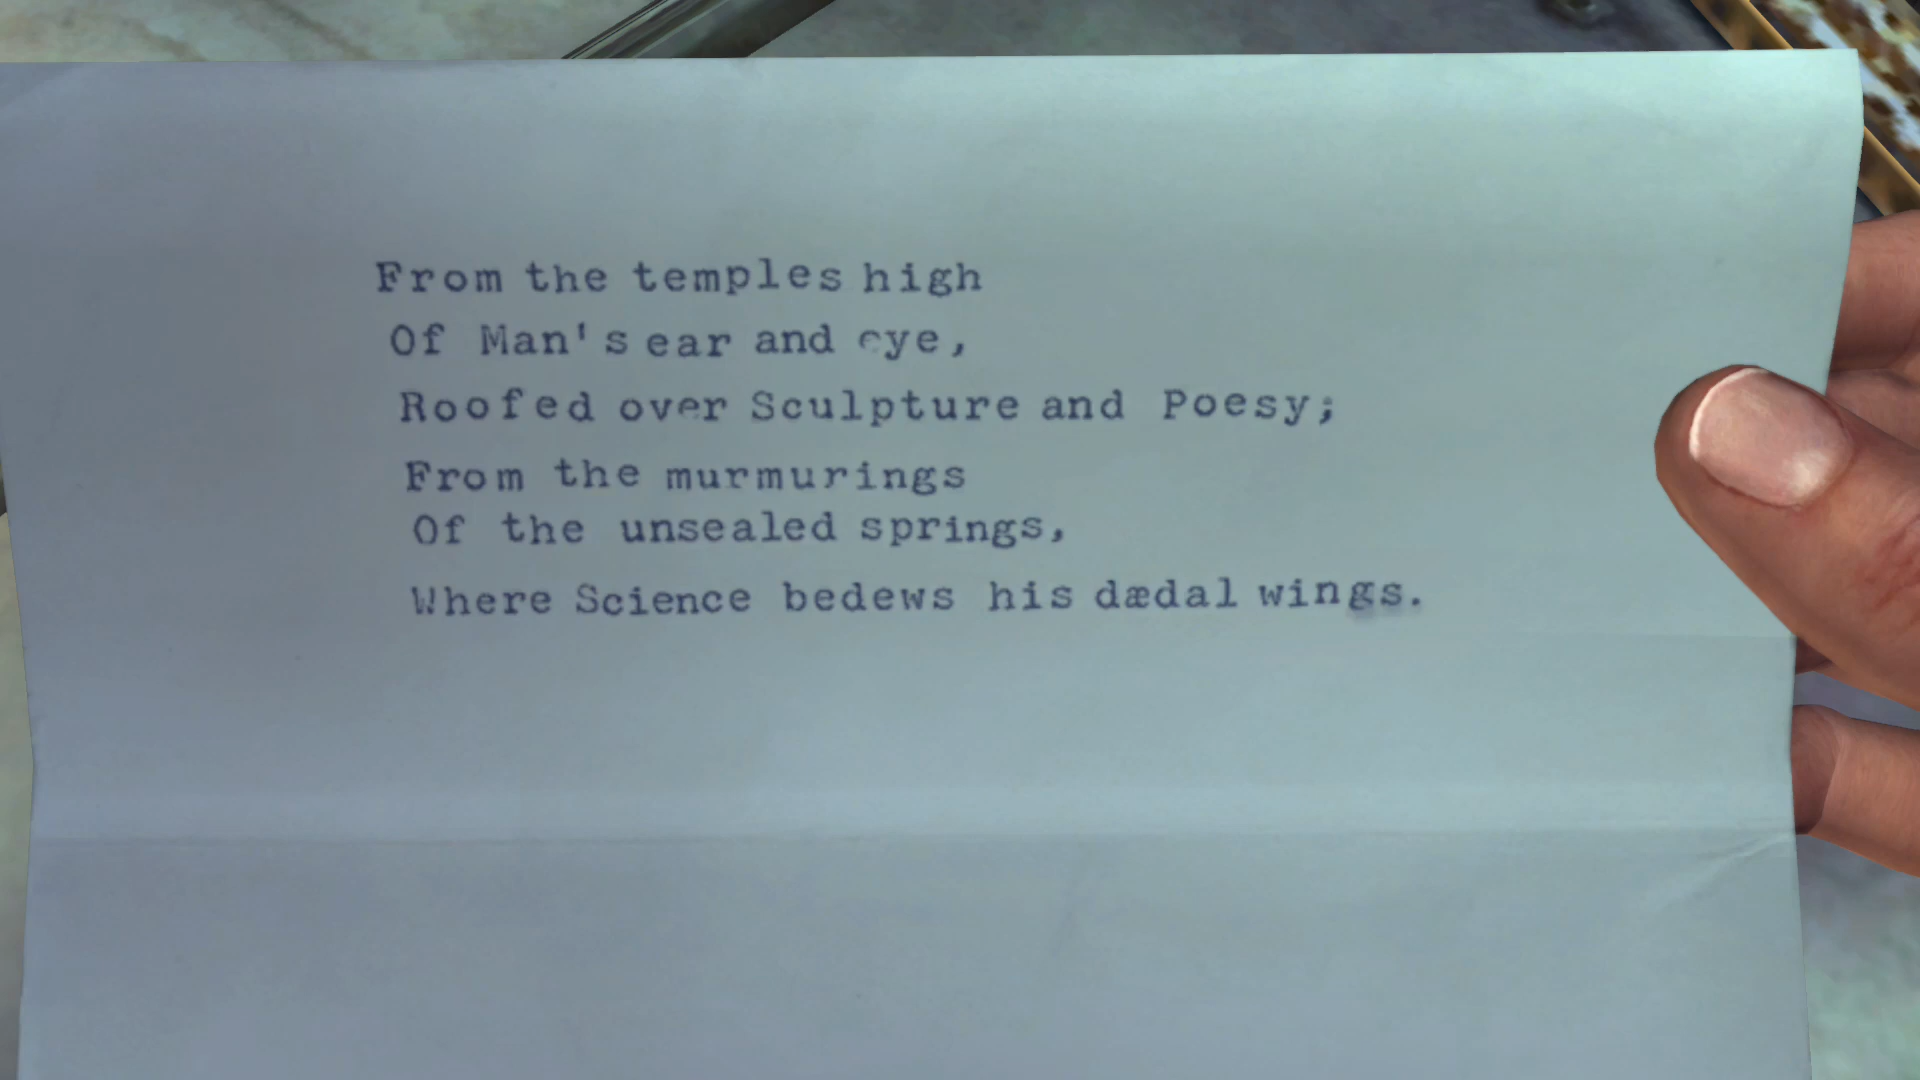 From the temples high
Of Man's ear and eye,
Roofed over Sculpture and Poesy;
From the murmurings
Of the unsealed springs,
Where Science bedews his dædal wings.